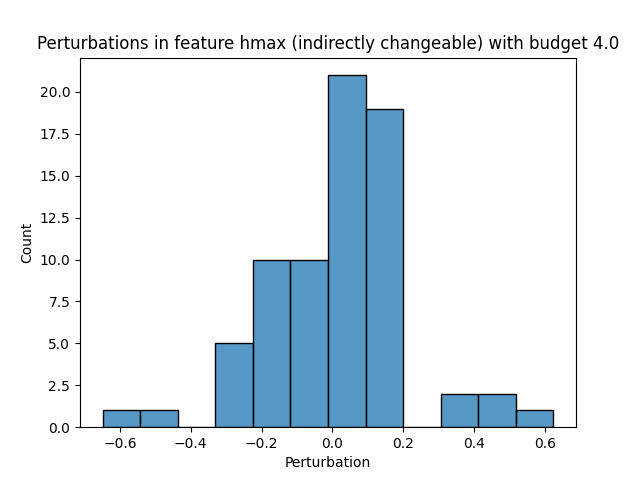 Perturbations in feature hmax (indirectly changeable) with budget 4.0
20.0
17.5
15.0
12.5
10.0
7.5
5.0
2.5
0.0
Count
−0.6 −0.4 −0.2 0.0 0.2 0.4 0.6
Perturbation